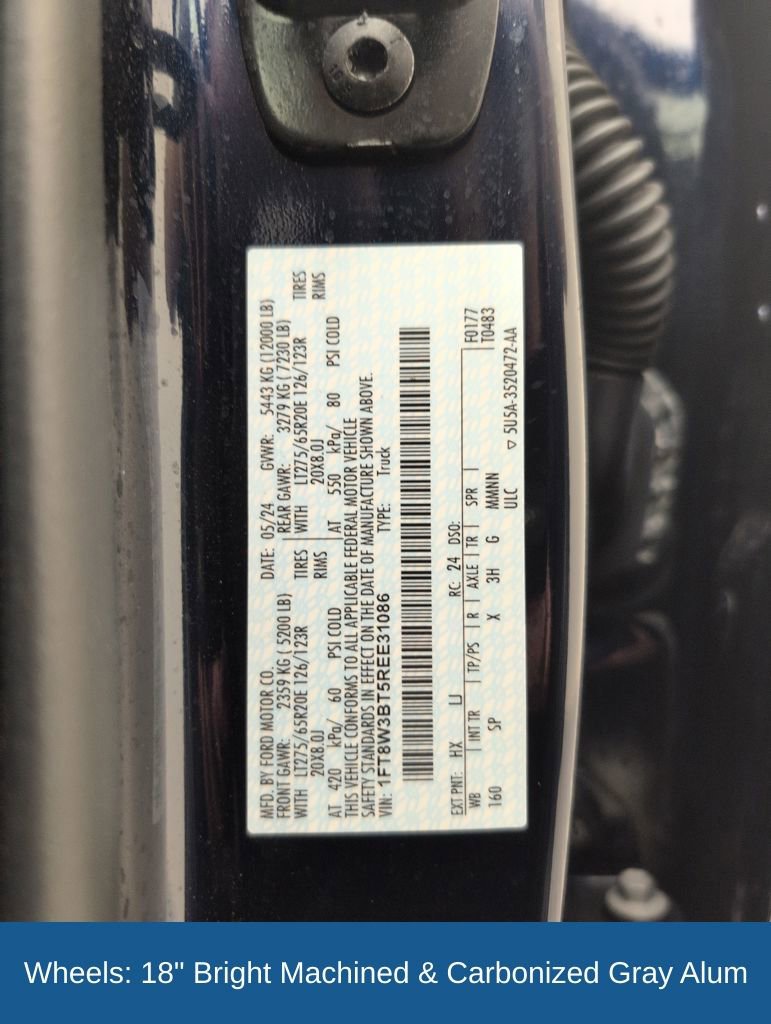 MFD. BY FORD MOTOR CO. DATE: 05/24 GVWR: 5443 KG (12000 LB)
FRONT GAWR: 2359 KG ( 5200 LB) REAR GAWR: 3279 KG ( 7230 LB)
WITH LT275/65R20E 126/123R TIRES WITH LT275/65R20E 126/123R TIRES
20X8.0J RIMS 20X8.0J RIMS
AT 420 kPa/ 60 PSI COLD AT 550 kPa/ 80 PSI COLD
THIS VEHICLE CONFORMS TO ALL APPLICABLE FEDERAL MOTOR VEHICLE
SAFETY STANDARDS IN EFFECT ON THE DATE OF MANUFACTURE SHOWN ABOVE.
VIN: 1FT8W3BT5REE31086 TYPE: Truck
EXT PNT: HX LJ RC: 24 DSO: F0177
WB INT TR TP/PS R AXLE TR SPR T0483
160 SP X 3H G MMNN
ULC ▽ 5U5A-3520472-AA
Wheels: 18" Bright Machined & Carbonized Gray Alum